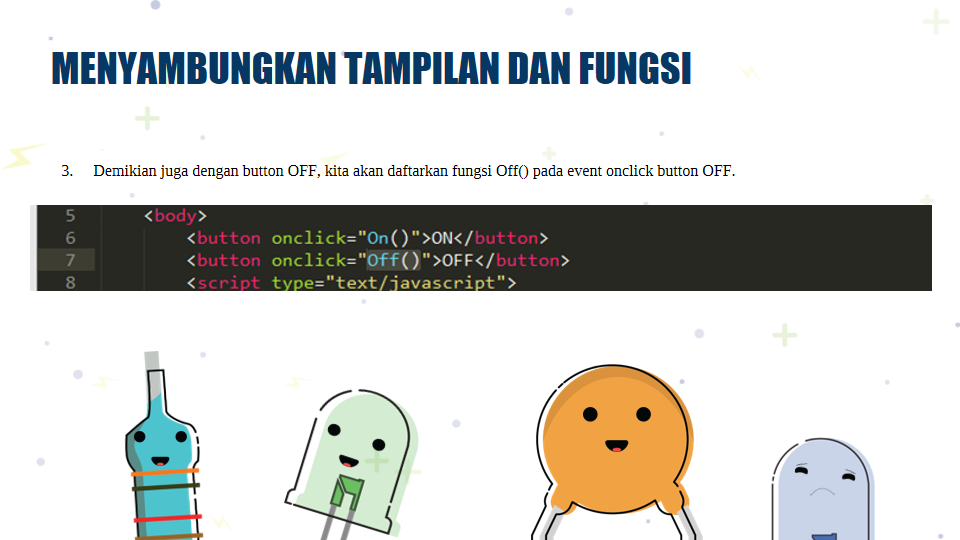 MENYAMBUNGKAN TAMPILAN DAN FUNGSI
3. Demikian juga dengan button OFF, kita akan daftarkan fungsi Off() pada event onclick button OFF.
5 <body>
6 <button onclick="On()">ON</button>
7 <button onclick="Off()">OFF</button>
8 <script type="text/javascript">